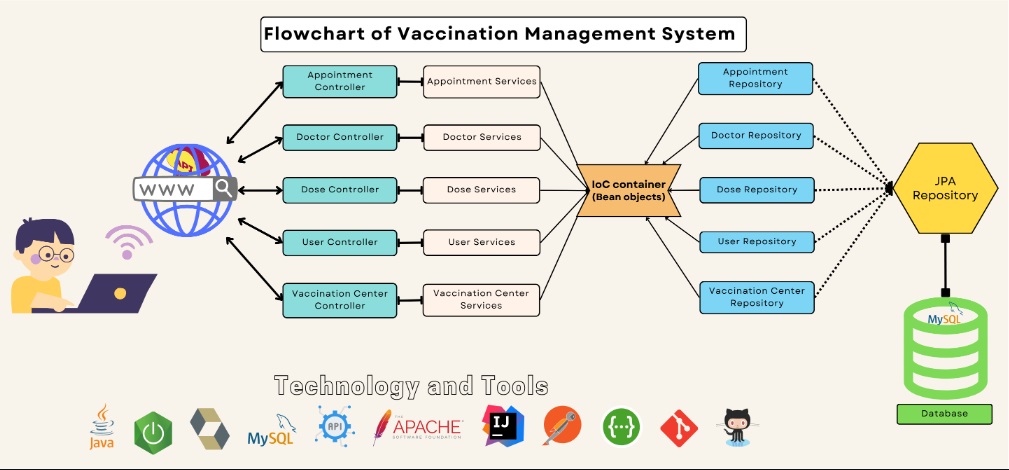 Flowchart of Vaccination Management System
Appointment
Controller
Appointment Services
Appointment
Repository
Doctor Controller
Doctor Services
Doctor Repository
WWW
Dose Controller
Dose Services
IoC container
(Bean objects)
Dose Repository
JPA
Repository
User Controller
User Services
User Repository
Vaccination Center
Controller
Vaccination Center
Services
Vaccination Center
Repository
MySQL
Database
Technology and Tools
Java
MySQL
API
THE
APACHE
SOFTWARE FOUNDATION
IJ
{...}